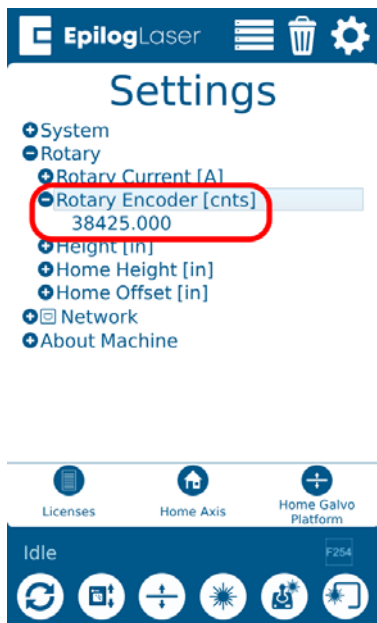 EpilogLaser
Settings
System
Rotary
Rotary Current [A]
Rotary Encoder [cnts]
38425.000
Height [in]
Home Height [in]
Home Offset [in]
Network
About Machine
Licenses
Home Axis
Home Galvo
Platform
Idle
F254